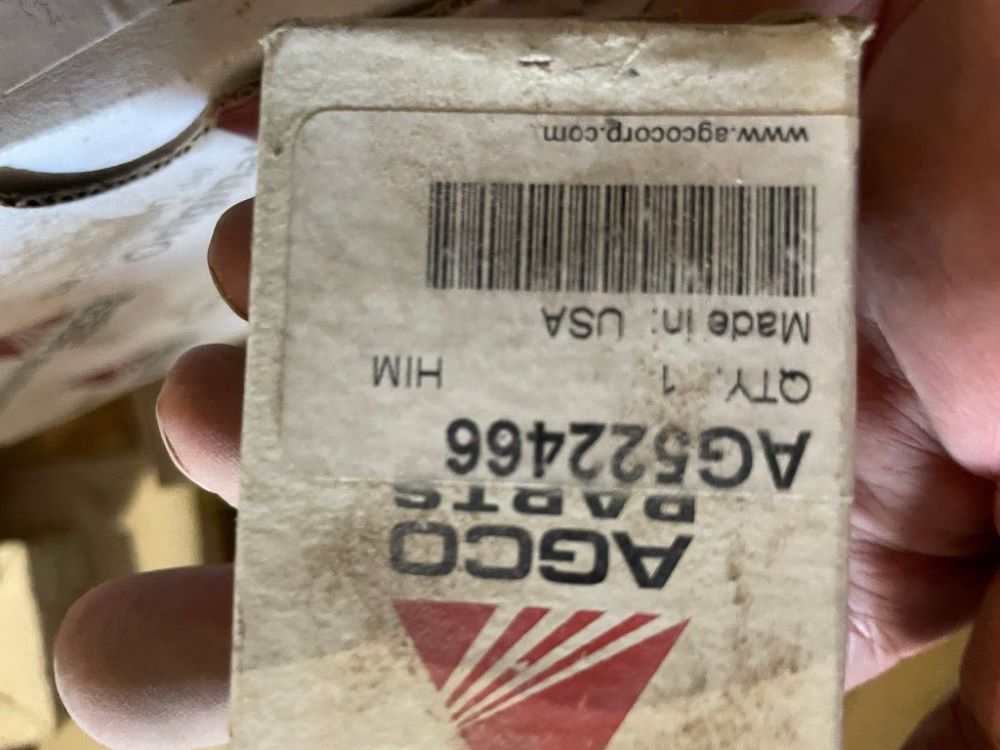 AGCO
PARTS
AG522466
QTY: 1 HIM
Made in: USA
www.agcocorp.com